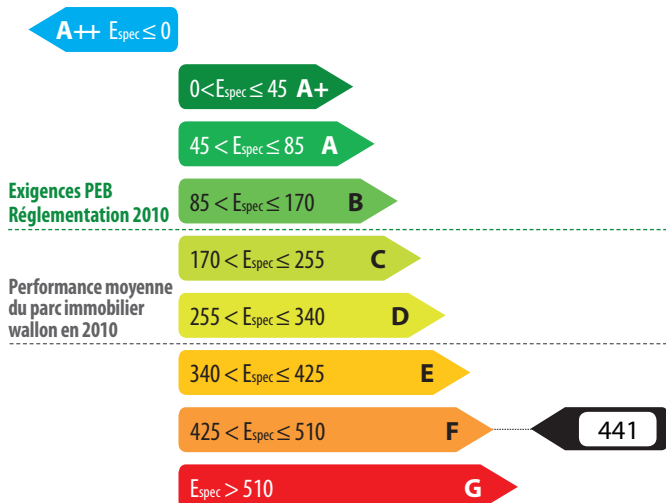 A++ Espec ≤ 0
0<Espec ≤ 45 A+
45 < Espec ≤ 85 A
Exigences PEB
Réglementation 2010
85 < Espec ≤ 170 B
170 < Espec ≤ 255 C
Performance moyenne
du parc immobilier
wallon en 2010
255 < Espec ≤ 340 D
340 < Espec ≤ 425 E
425 < Espec ≤ 510 F
441
Espec > 510 G